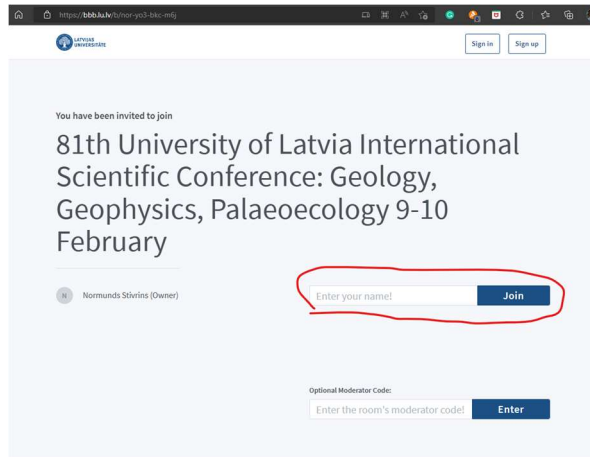 https://bbb.lu.lv/b/nor-yo3-bkc-m6j
LATVIJAS
UNIVERSITĀTE
Sign in
Sign up
You have been invited to join
81th University of Latvia International
Scientific Conference: Geology,
Geophysics, Palaeoecology 9-10
February
N
Normunds Stivrins (Owner)
Enter your name!
Join
Optional Moderator Code:
Enter the room's moderator code!
Enter